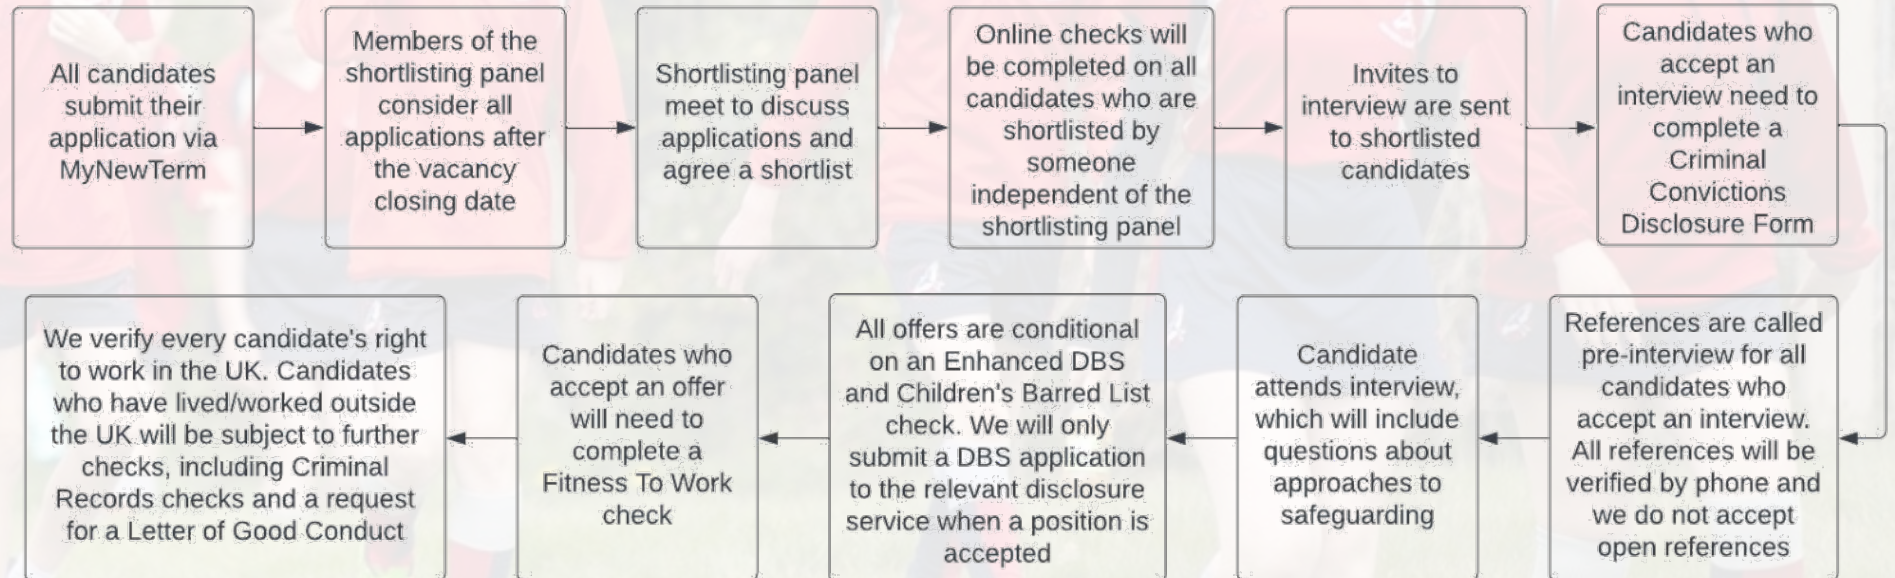 All candidates
submit their
application via
MyNewTerm
Members of the
shortlisting panel
consider all
applications after
the vacancy
closing date
Shortlisting panel
meet to discuss
applications and
agree a shortlist
Online checks will
be completed on all
candidates who are
shortlisted by
someone
independent of the
shortlisting panel
Invites to
interview are sent
to shortlisted
candidates
Candidates who
accept an
interview need to
complete a
Criminal
Convictions
Disclosure Form
References are called
pre-interview for all
candidates who
accept an interview.
All references will be
verified by phone and
we do not accept
open references
Candidate
attends interview,
which will include
questions about
approaches to
safeguarding
All offers are conditional
on an Enhanced DBS
and Children's Barred List
check. We will only
submit a DBS application
to the relevant disclosure
service when a position is
accepted
Candidates who
accept an offer
will need to
complete a
Fitness To Work
check
We verify every candidate's right
to work in the UK. Candidates
who have lived/worked outside
the UK will be subject to further
checks, including Criminal
Records checks and a request
for a Letter of Good Conduct